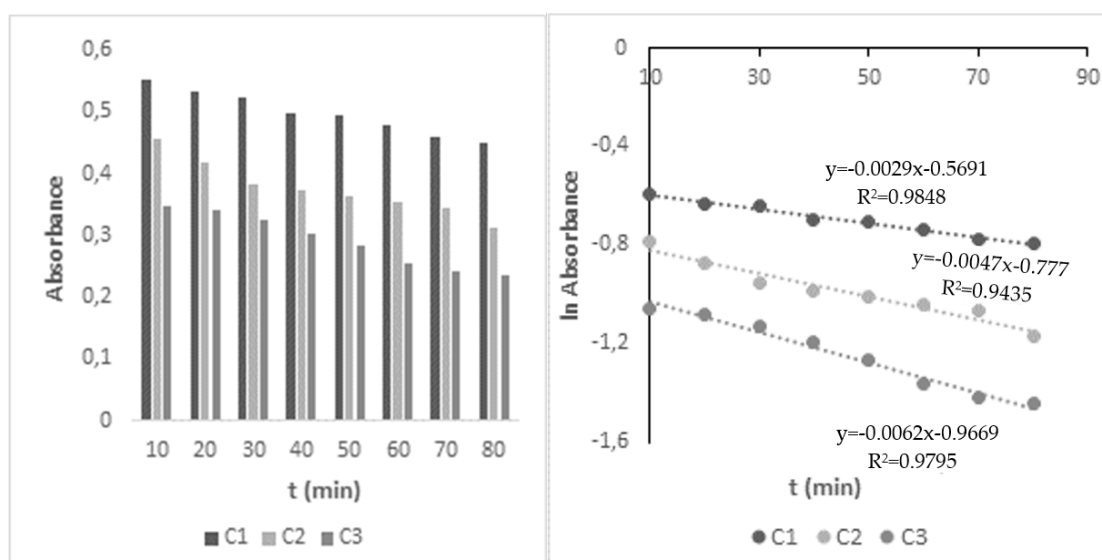 0,6
0,5
0,4
0,3
0,2
0,1
0
Absorbance
10 20 30 40 50 60 70 80
t (min)
C1 C2 C3
0
-0,4
-0,8
-1,2
-1,6
ln Absorbance
10 30 50 70 90
y=-0.0029x-0.5691
R²=0.9848
y=-0.0047x-0.777
R²=0.9435
y=-0.0062x-0.9669
R²=0.9795
t (min)
C1 C2 C3